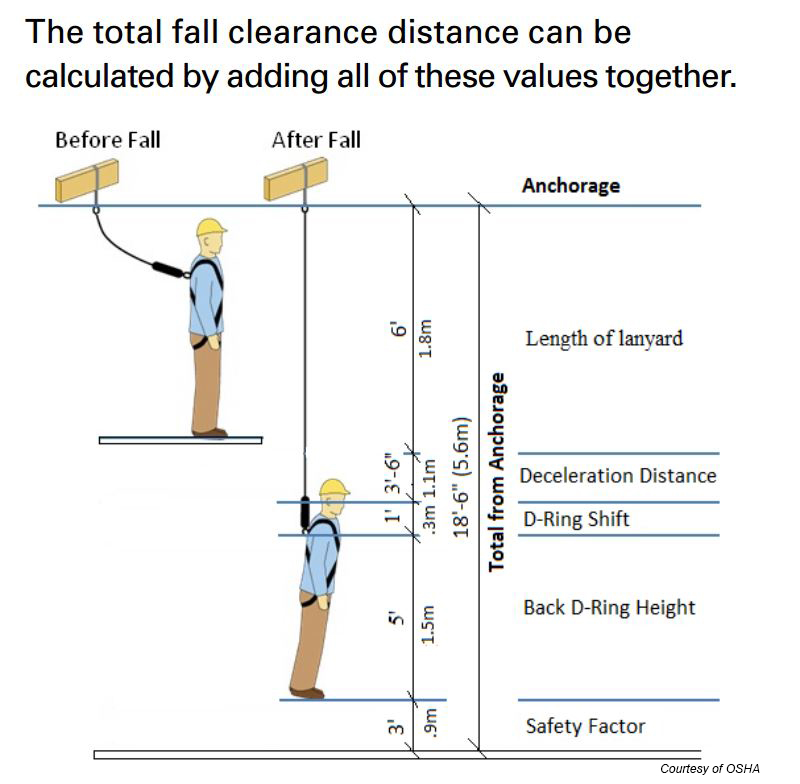 The total fall clearance distance can be
calculated by adding all of these values together.
Before Fall
After Fall
Anchorage
6'
1.8m
Length of lanyard
3'-6"
1.1m
Deceleration Distance
1'
.3m
D-Ring Shift
18'-6" (5.6m)
Total from Anchorage
5'
1.5m
Back D-Ring Height
3'
.9m
Safety Factor
Courtesy of OSHA